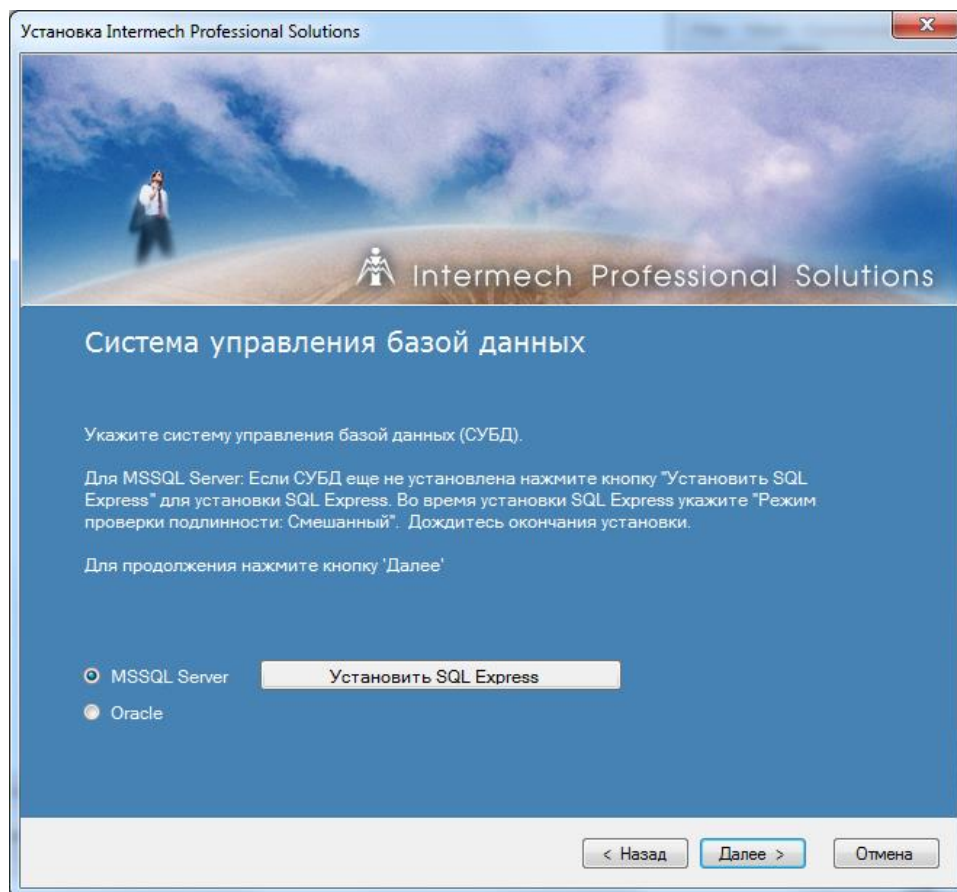 Установка Intermech Professional Solutions
Intermech Professional Solutions
Система управления базой данных
Укажите систему управления базой данных (СУБД).
Для MSSQL Server: Если СУБД еще не установлена нажмите кнопку "Установить SQL
Express" для установки SQL Express. Во время установки SQL Express укажите "Режим
проверки подлинности: Смешанный".  Дождитесь окончания установки.
Для продолжения нажмите кнопку 'Далее'
MSSQL Server
Установить SQL Express
Oracle
< Назад
Далее >
Отмена